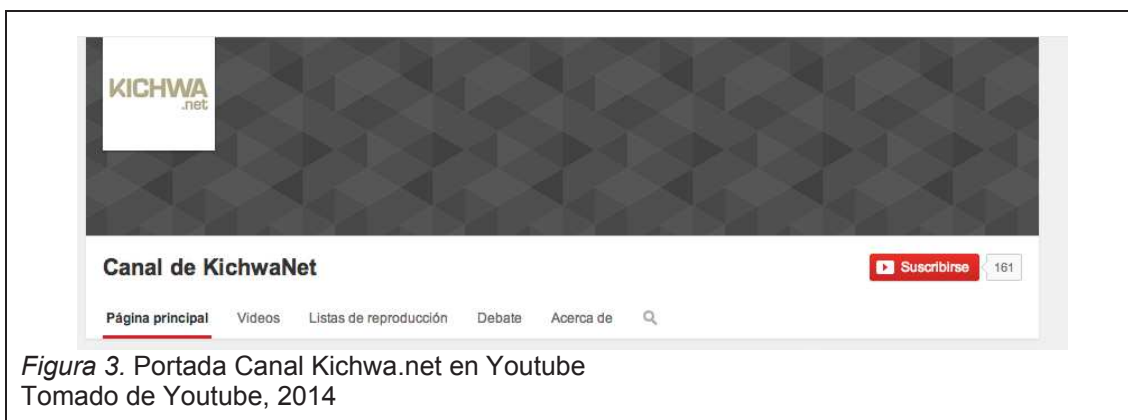 KICHWA
.net
Canal de KichwaNet
Suscribirse 161
Página principal Videos Listas de reproducción Debate Acerca de
Figura 3. Portada Canal Kichwa.net en Youtube
Tomado de Youtube, 2014